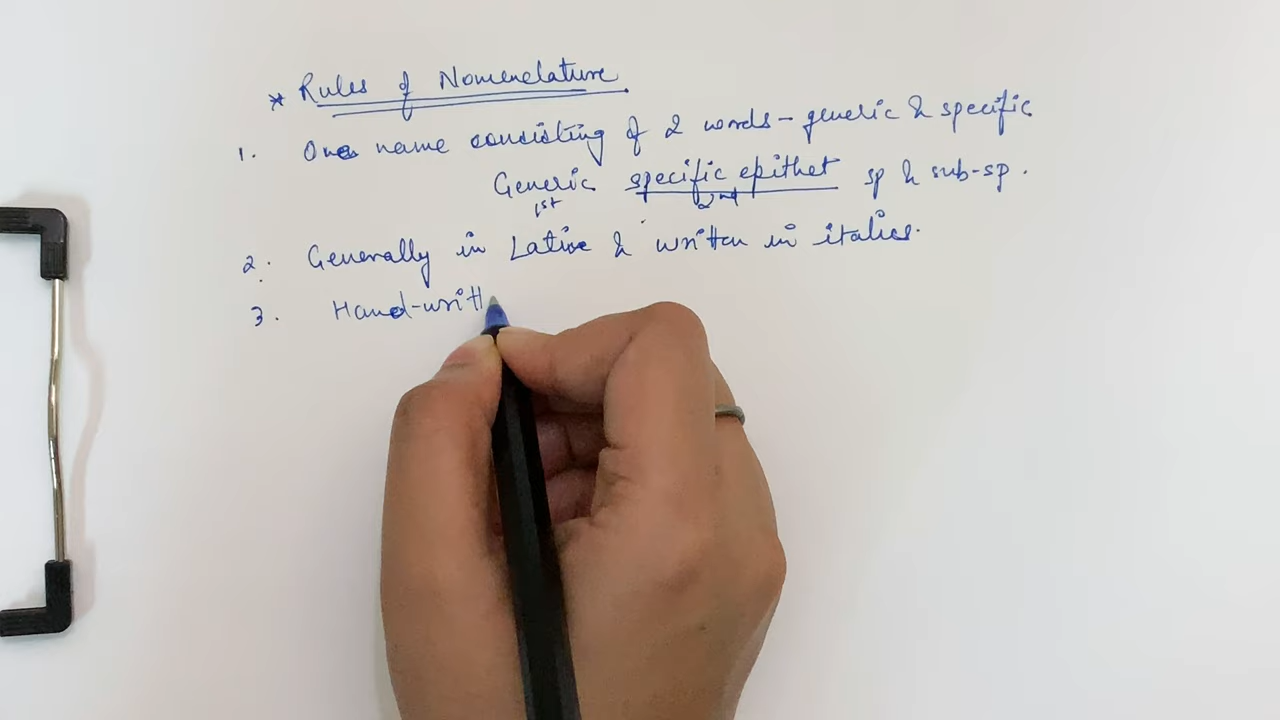 * Rules of Nomenclature
1. One name consisting of 2 words - generic & specific
Generic specific epithet sp & sub-sp.
1st 2nd
2. Generally in Latin & written in italics.
3. Hand-writt